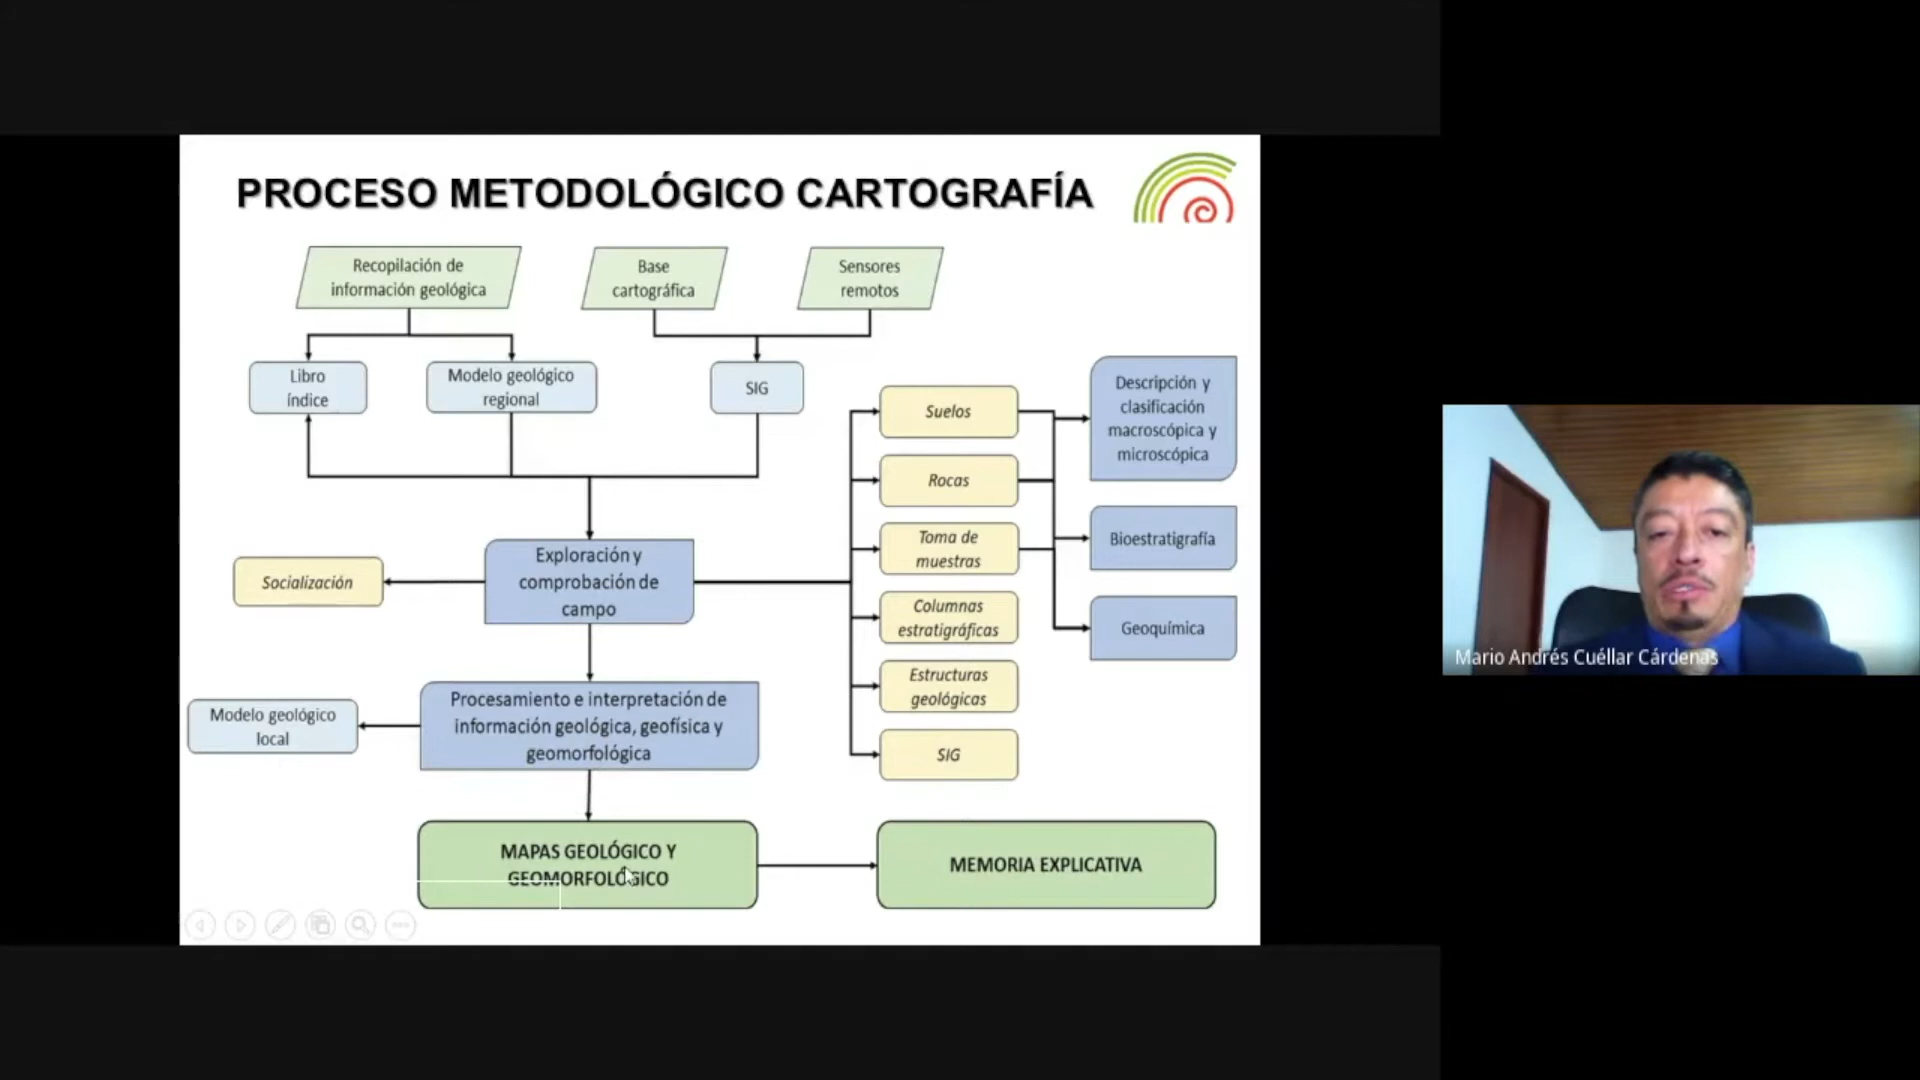 PROCESO METODOLÓGICO CARTOGRAFÍA
Recopilación de
información geológica
Base
cartográfica
Sensores
remotos
Libro
índice
Modelo geológico
regional
SIG
Suelos
Rocas
Toma de
muestras
Columnas
estratigráficas
Estructuras
geológicas
SIG
Descripción y
clasificación
macroscópica y
microscópica
Bioestratigrafía
Geoquímica
Exploración y
comprobación de
campo
Socialización
Procesamiento e interpretación de
información geológica, geofísica y
geomorfológica
Modelo geológico
local
MAPAS GEOLÓGICO Y
GEOMORFOLÓGICO
MEMORIA EXPLICATIVA
Mario Andrés Cuéllar Cárdenas